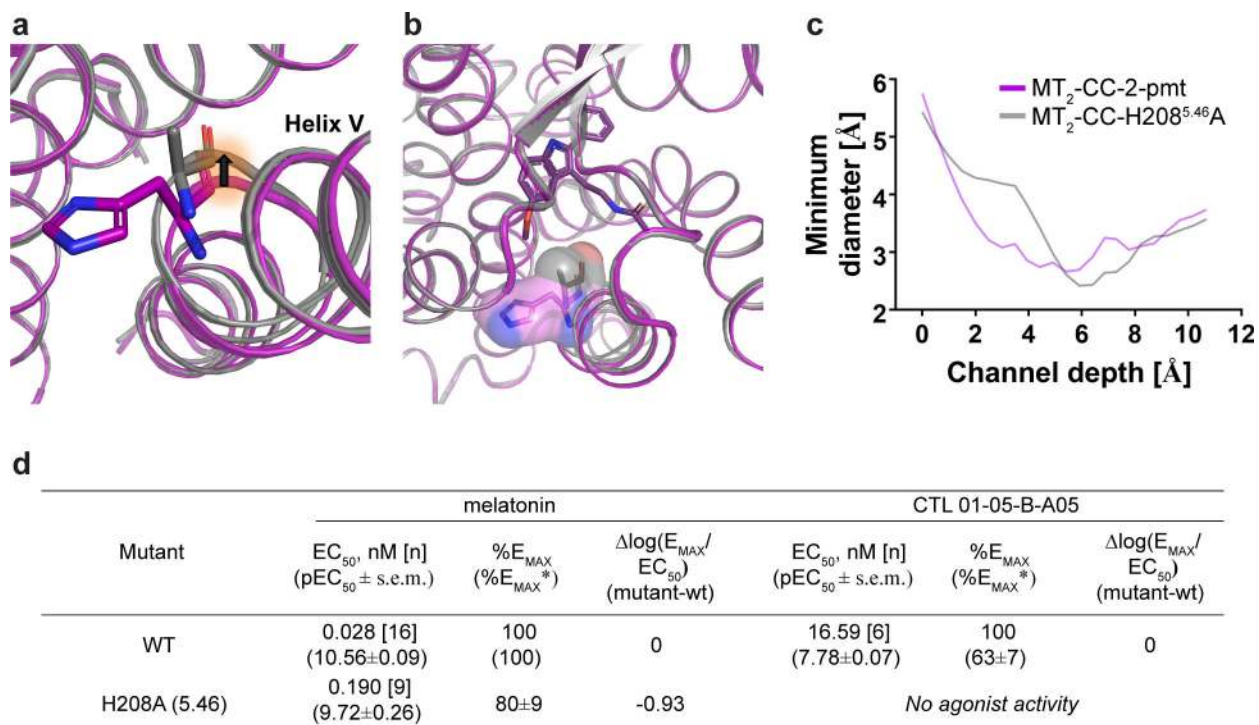 a
Helix V
b
c
6
5
4
3
2
Minimum
diameter [Å]
MT2-CC-2-pmt
MT2-CC-H208^5.46A
0 2 4 6 8 10 12
Channel depth [Å]
d
melatonin CTL 01-05-B-A05
Mutant EC50, nM [n] (pEC50 ± s.e.m.) %EMAX (%EMAX*) Δlog(EMAX/EC50) (mutant-wt) EC50, nM [n] (pEC50 ± s.e.m.) %EMAX (%EMAX*) Δlog(EMAX/EC50) (mutant-wt)
WT 0.028 [16] (10.56±0.09) 100 (100) 0 16.59 [6] (7.78±0.07) 100 (63±7) 0
H208A (5.46) 0.190 [9] (9.72±0.26) 80±9 -0.93 No agonist activity